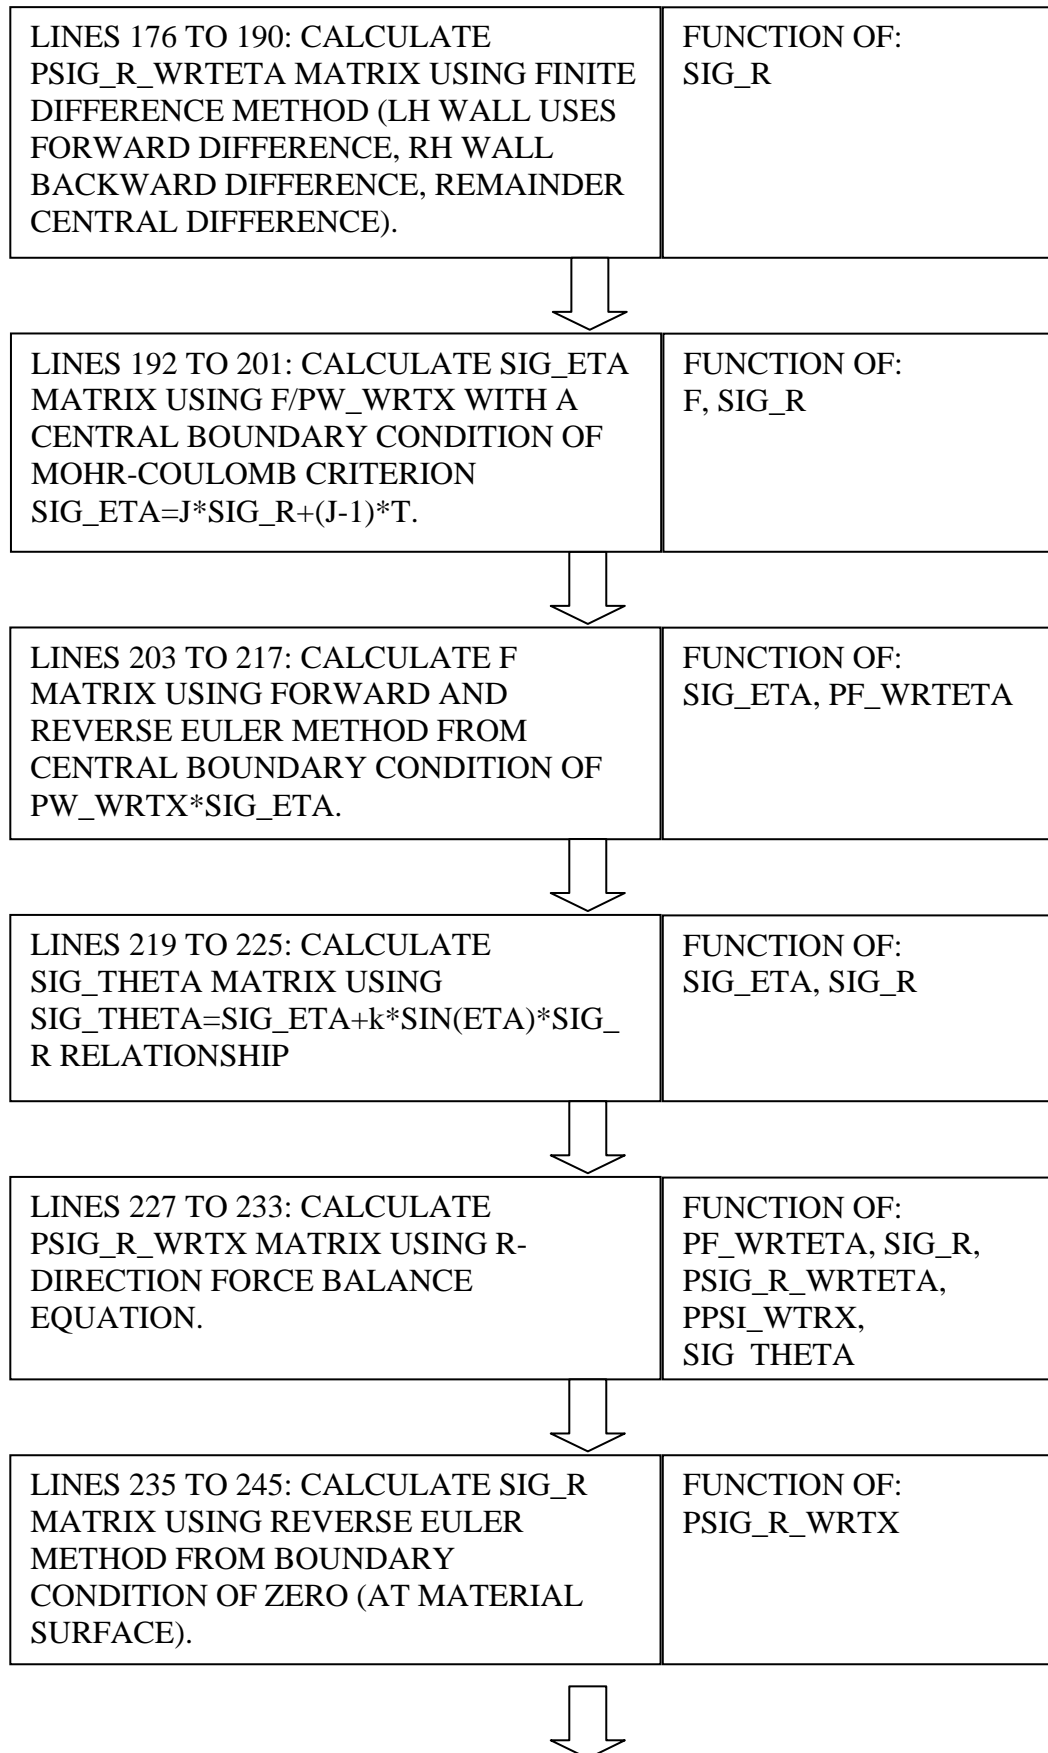 LINES 176 TO 190: CALCULATE
PSIG_R_WRTETA MATRIX USING FINITE
DIFFERENCE METHOD (LH WALL USES
FORWARD DIFFERENCE, RH WALL
BACKWARD DIFFERENCE, REMAINDER
CENTRAL DIFFERENCE).
FUNCTION OF:
SIG_R
LINES 192 TO 201: CALCULATE SIG_ETA
MATRIX USING F/PW_WRTX WITH A
CENTRAL BOUNDARY CONDITION OF
MOHR-COULOMB CRITERION
SIG_ETA=J*SIG_R+(J-1)*T.
FUNCTION OF:
F, SIG_R
LINES 203 TO 217: CALCULATE F
MATRIX USING FORWARD AND
REVERSE EULER METHOD FROM
CENTRAL BOUNDARY CONDITION OF
PW_WRTX*SIG_ETA.
FUNCTION OF:
SIG_ETA, PF_WRTETA
LINES 219 TO 225: CALCULATE
SIG_THETA MATRIX USING
SIG_THETA=SIG_ETA+k*SIN(ETA)*SIG_
R RELATIONSHIP
FUNCTION OF:
SIG_ETA, SIG_R
LINES 227 TO 233: CALCULATE
PSIG_R_WRTX MATRIX USING R-
DIRECTION FORCE BALANCE
EQUATION.
FUNCTION OF:
PF_WRTETA, SIG_R,
PSIG_R_WRTETA,
PPSI_WTRX,
SIG_THETA
LINES 235 TO 245: CALCULATE SIG_R
MATRIX USING REVERSE EULER
METHOD FROM BOUNDARY
CONDITION OF ZERO (AT MATERIAL
SURFACE).
FUNCTION OF:
PSIG_R_WRTX